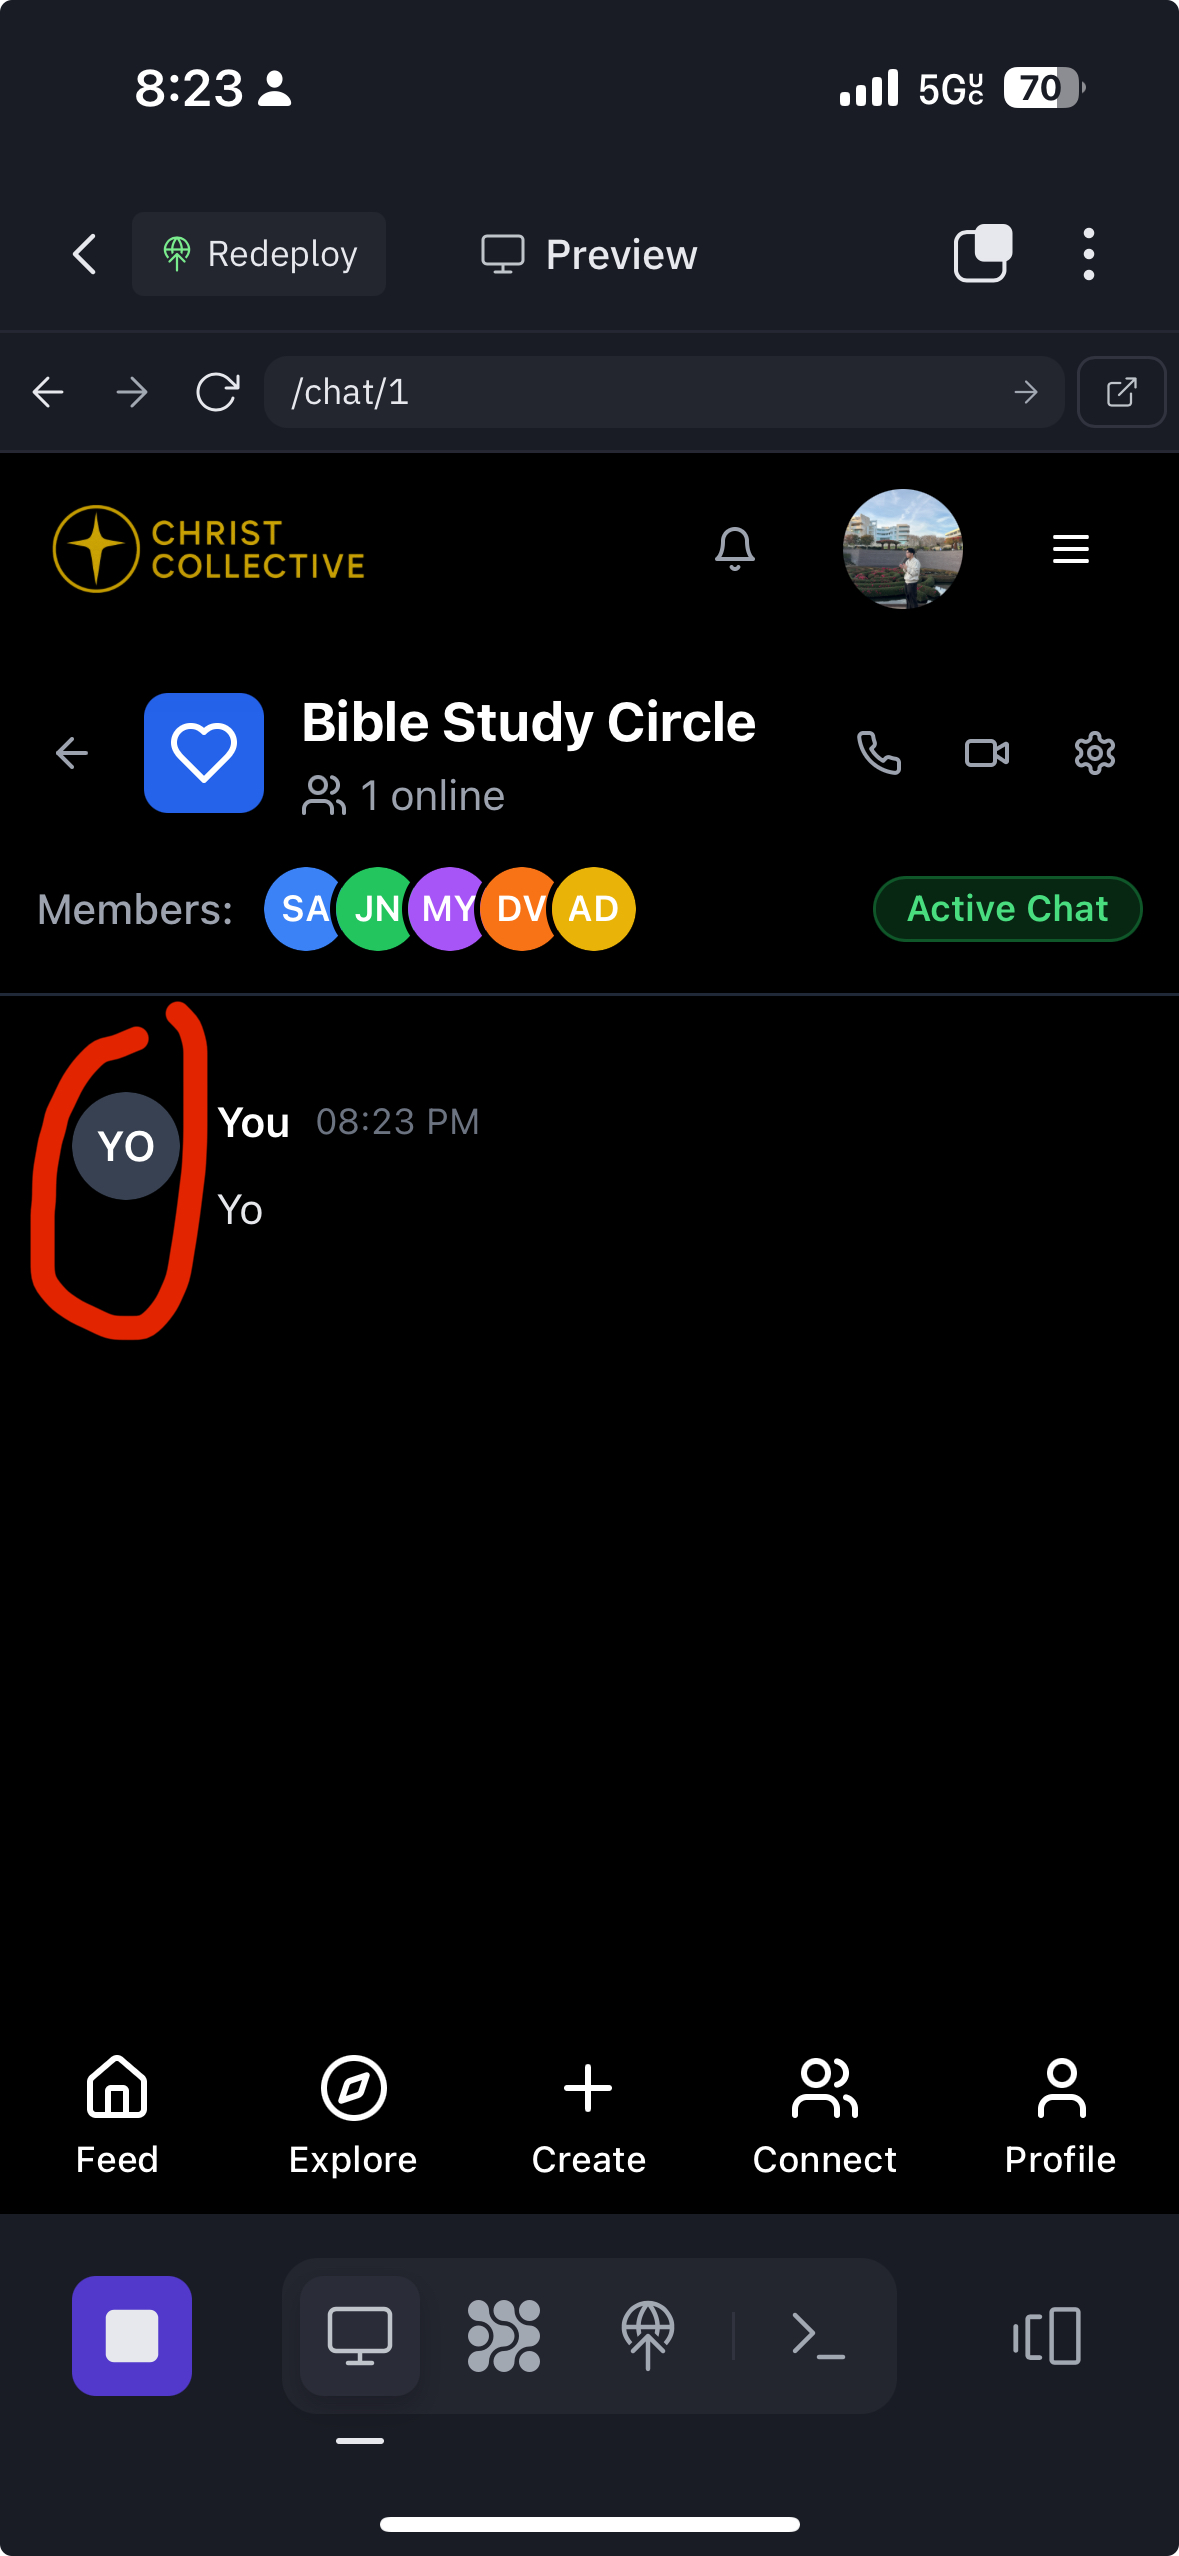 8:23 5G UC 70
Redeploy Preview
/chat/1
CHRIST
COLLECTIVE
Bible Study Circle
1 online
Members: SA JN MY DV AD Active Chat
YO You 08:23 PM
Yo
Feed Explore Create Connect Profile